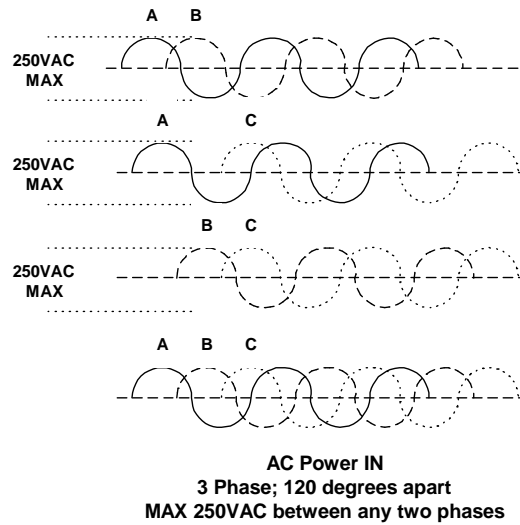 A B
250VAC
MAX
A C
250VAC
MAX
B C
250VAC
MAX
A B C
AC Power IN
3 Phase; 120 degrees apart
MAX 250VAC between any two phases